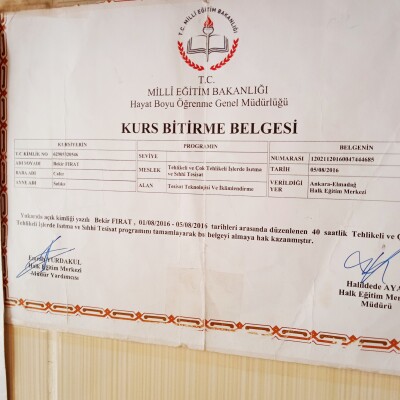 T.C. MİLLİ EĞİTİM BAKANLIĞI
T.C.
MİLLÎ EĞİTİM BAKANLIĞI
Hayat Boyu Öğrenme Genel Müdürlüğü
KURS BİTİRME BELGESİ
KURSİYERİN PROGRAMIN BELGENİN
T.C KİMLİK NO SEVİYE NUMARASI
ADI SOYADI Bekir FIRAT MESLEK Tehlikeli ve Çok Tehlikeli İşlerde Isıtma ve Sıhhi Tesisat TARİH 05/08/2016
BABA ADI ALAN Tesisat Teknolojisi ve İklimlendirme VERİLDİĞİ YER Ankara-Elmadağ Halk Eğitim Merkezi
ANNE ADI
Yukarıda açık kimliği yazılı Bekir FIRAT, 01/08/2016 - 05/08/2016 tarihleri arasında düzenlenen 40 saatlik Tehlikeli ve
Tehlikeli İşlerde Isıtma ve Sıhhi Tesisat programını tamamlayarak bu belgeyi almaya hak kazanmıştır.
YURDAKUL
Halk Eğitim Merkezi
Müdür Yardımcısı
Halk Eğitim
Müdürü